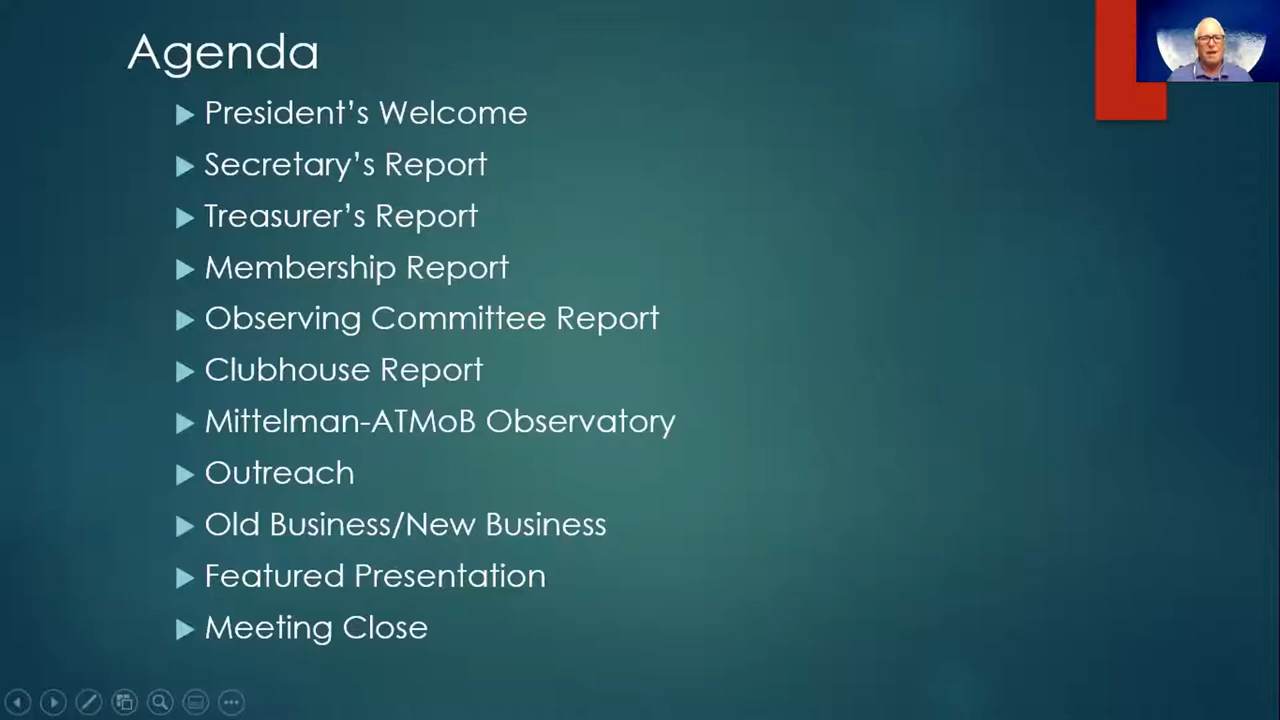 Agenda
President’s Welcome
Secretary’s Report
Treasurer’s Report
Membership Report
Observing Committee Report
Clubhouse Report
Mittelman-ATMoB Observatory
Outreach
Old Business/New Business
Featured Presentation
Meeting Close